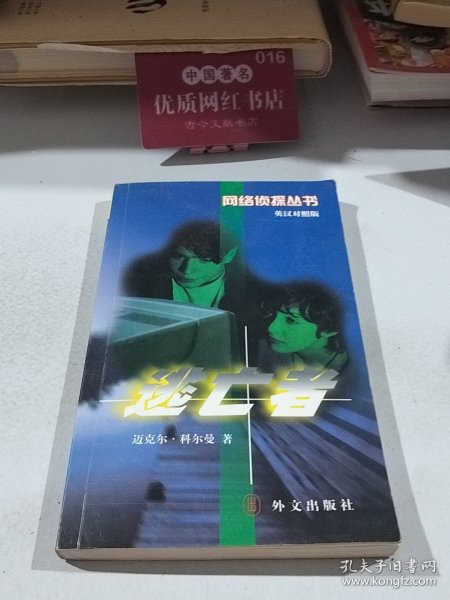 016
中国著名
优质网红书店
古今文献书店
网络侦探丛书
英汉对照版
逃亡者
迈克尔·科尔曼 著
外文出版社
孔夫子旧书网
www.kongfz.com